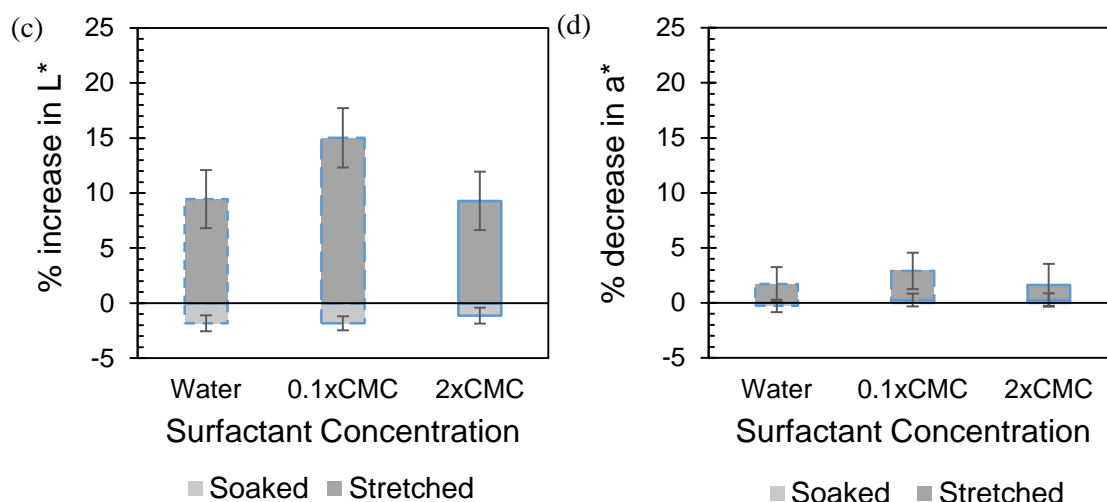 (c)
% increase in L*
25
20
15
10
5
0
-5
Water 0.1xCMC 2xCMC
Surfactant Concentration
Soaked Stretched
(d)
% decrease in a*
25
20
15
10
5
0
-5
Water 0.1xCMC 2xCMC
Surfactant Concentration
Soaked Stretched